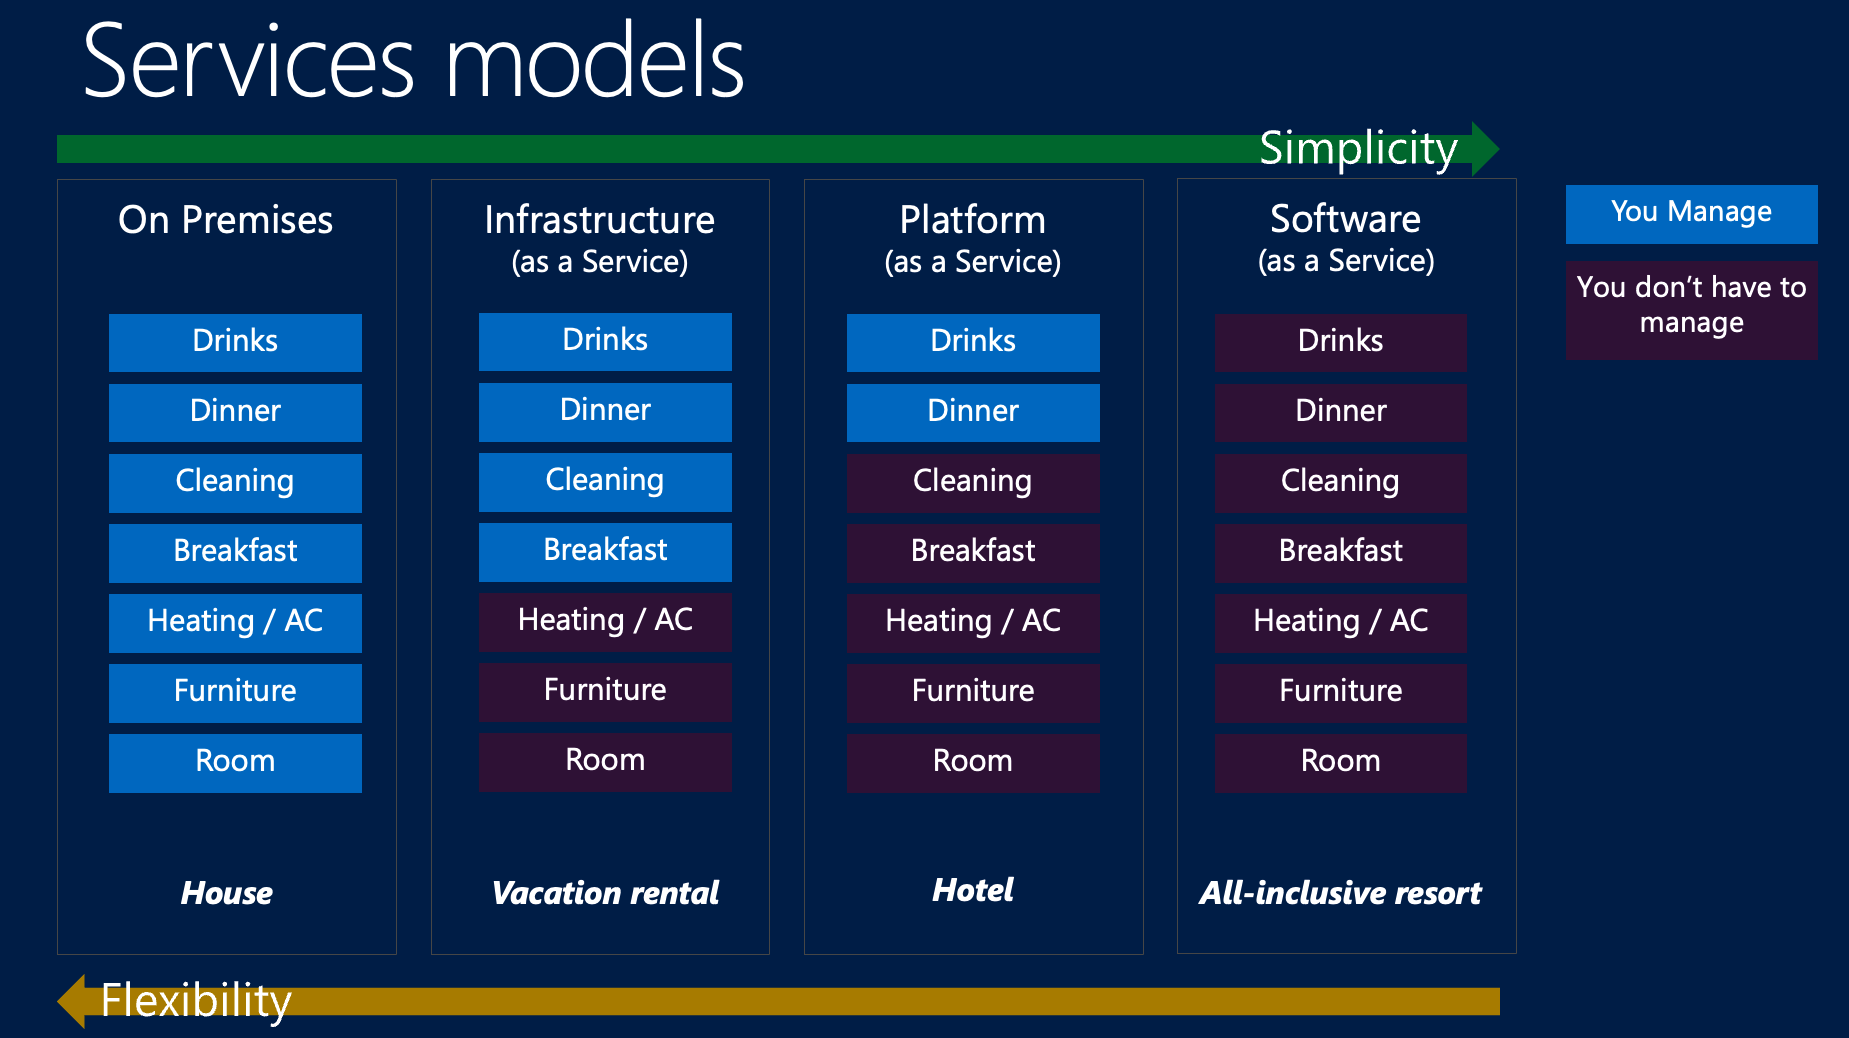 Services models
Simplicity
On Premises
Drinks
Dinner
Cleaning
Breakfast
Heating / AC
Furniture
Room
House
Infrastructure
(as a Service)
Drinks
Dinner
Cleaning
Breakfast
Heating / AC
Furniture
Room
Vacation rental
Platform
(as a Service)
Drinks
Dinner
Cleaning
Breakfast
Heating / AC
Furniture
Room
Hotel
Software
(as a Service)
Drinks
Dinner
Cleaning
Breakfast
Heating / AC
Furniture
Room
All-inclusive resort
You Manage
You don’t have to
manage
Flexibility